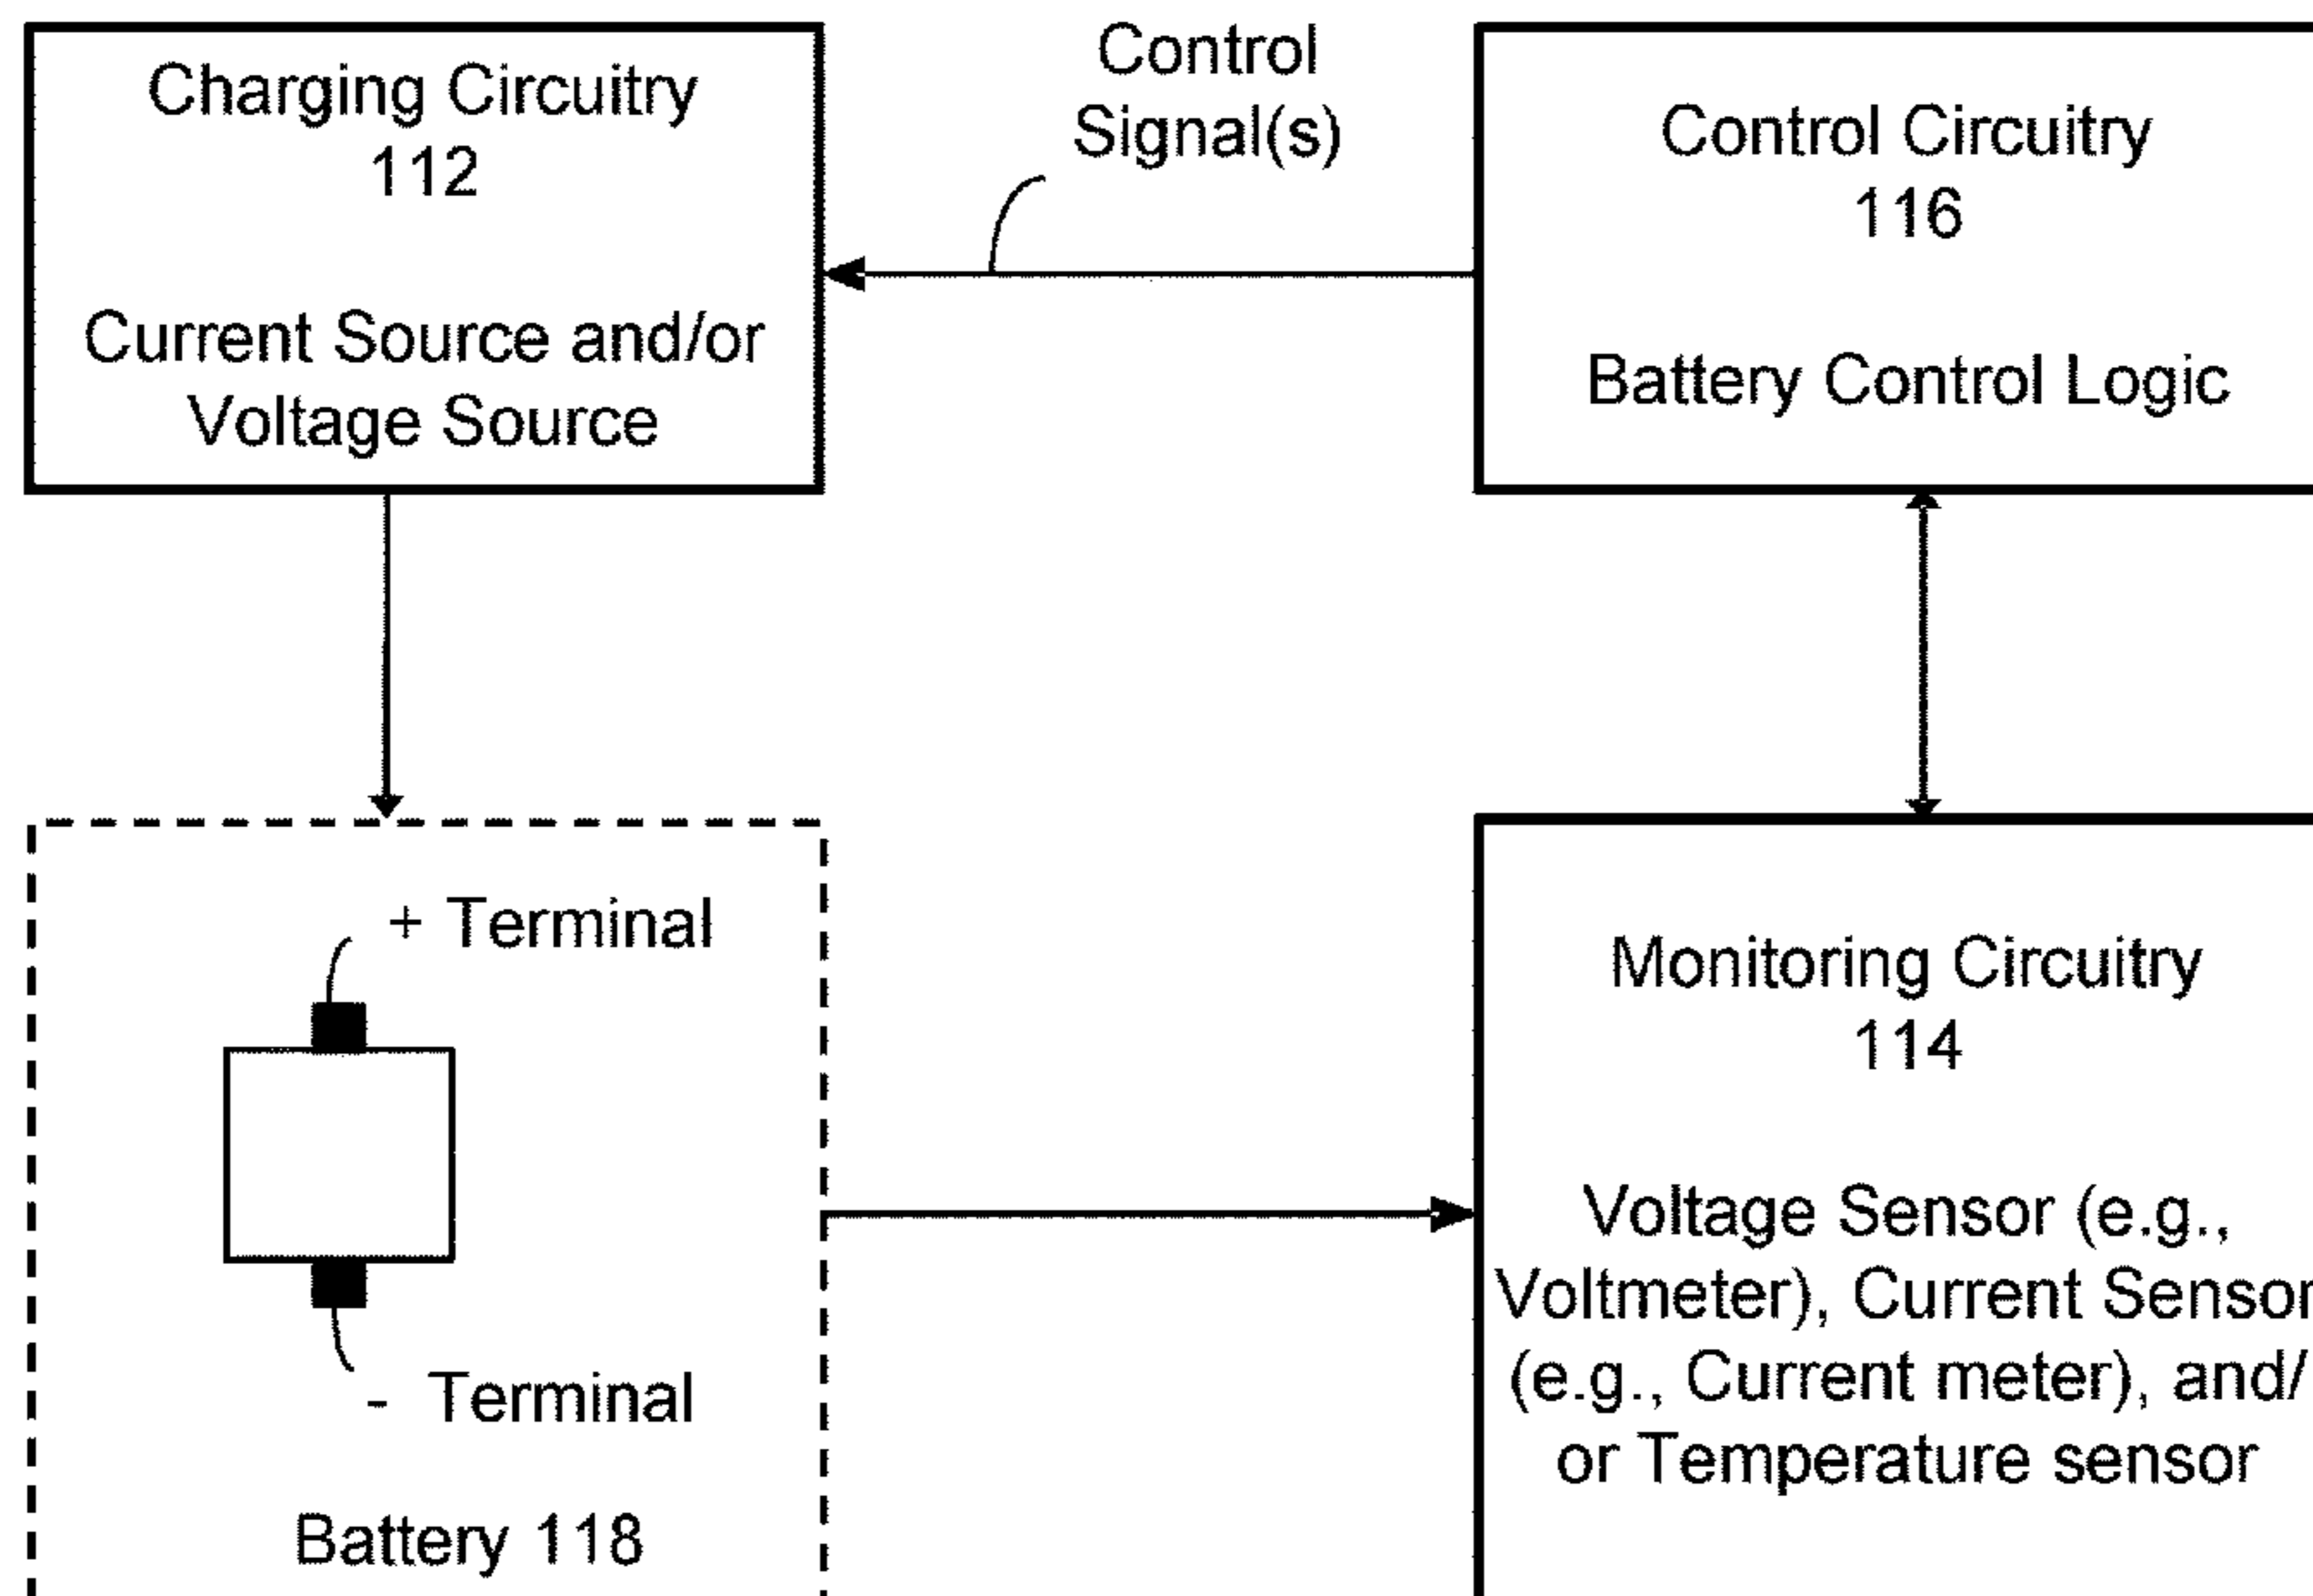 Charging Circuitry
112
Current Source and/or
Voltage Source
Control
Signal(s)
Control Circuitry
116
Battery Control Logic
+ Terminal
- Terminal
Battery 118
Monitoring Circuitry
114
Voltage Sensor (e.g.,
Voltmeter), Current Sensor
(e.g., Current meter), and/
or Temperature sensor